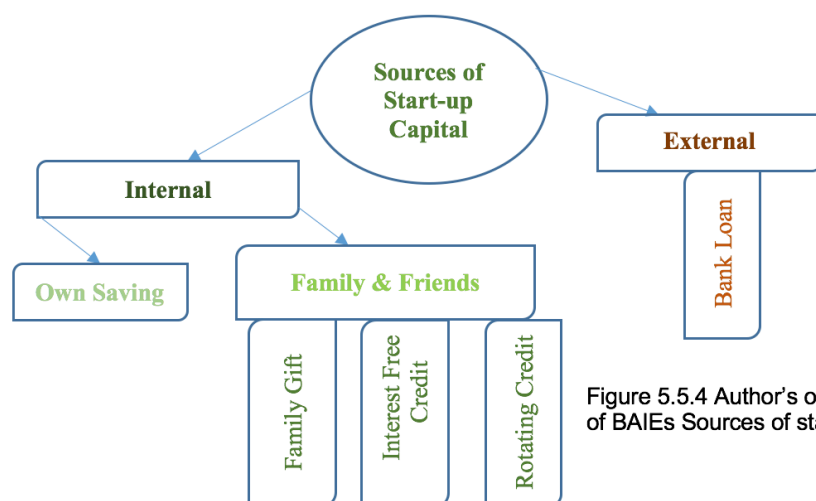 Sources of
Start-up
Capital
External
Internal
Bank Loan
Own Saving
Family & Friends
Family Gift
Interest Free
Credit
Rotating Credit
Figure 5.5.4 Author's
of BAIEs Sources of